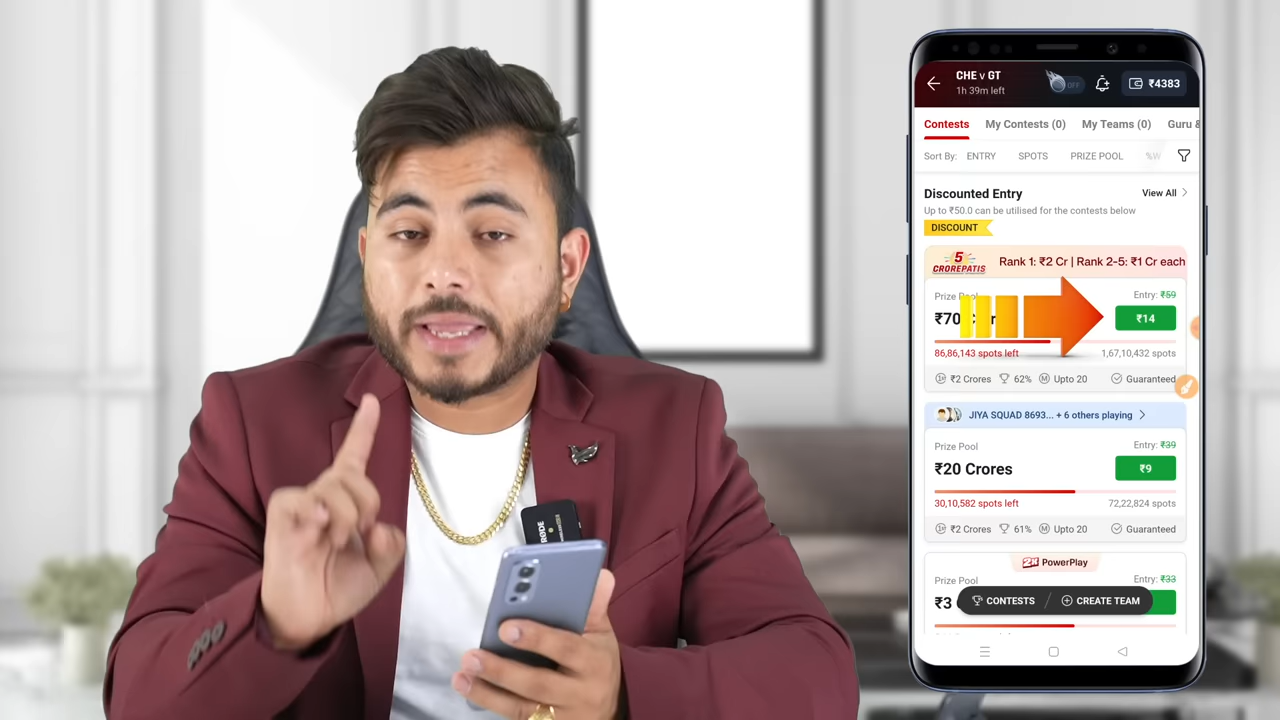 CHE v GT
1h 39m left
OFF
₹4383
Contests
My Contests (0)
My Teams (0)
Guru &
Sort By:
ENTRY
SPOTS
PRIZE POOL
%W
Discounted Entry
View All
Up to ₹50.0 can be utilised for the contests below
DISCOUNT
5
CROREPATIS
Rank 1: ₹2 Cr | Rank 2-5: ₹1 Cr each
Entry: ₹59
₹70
₹14
86,86,143 spots left
1,67,10,432 spots
₹2 Crores
62%
M Upto 20
Guaranteed
JIYA SQUAD 8693... + 6 others playing
Prize Pool
Entry: ₹39
₹20 Crores
₹9
30,10,582 spots left
72,22,824 spots
₹2 Crores
61%
M Upto 20
Guaranteed
PowerPlay
Prize Pool
Entry: ₹33
₹3
CONTESTS
CREATE TEAM
RØDE